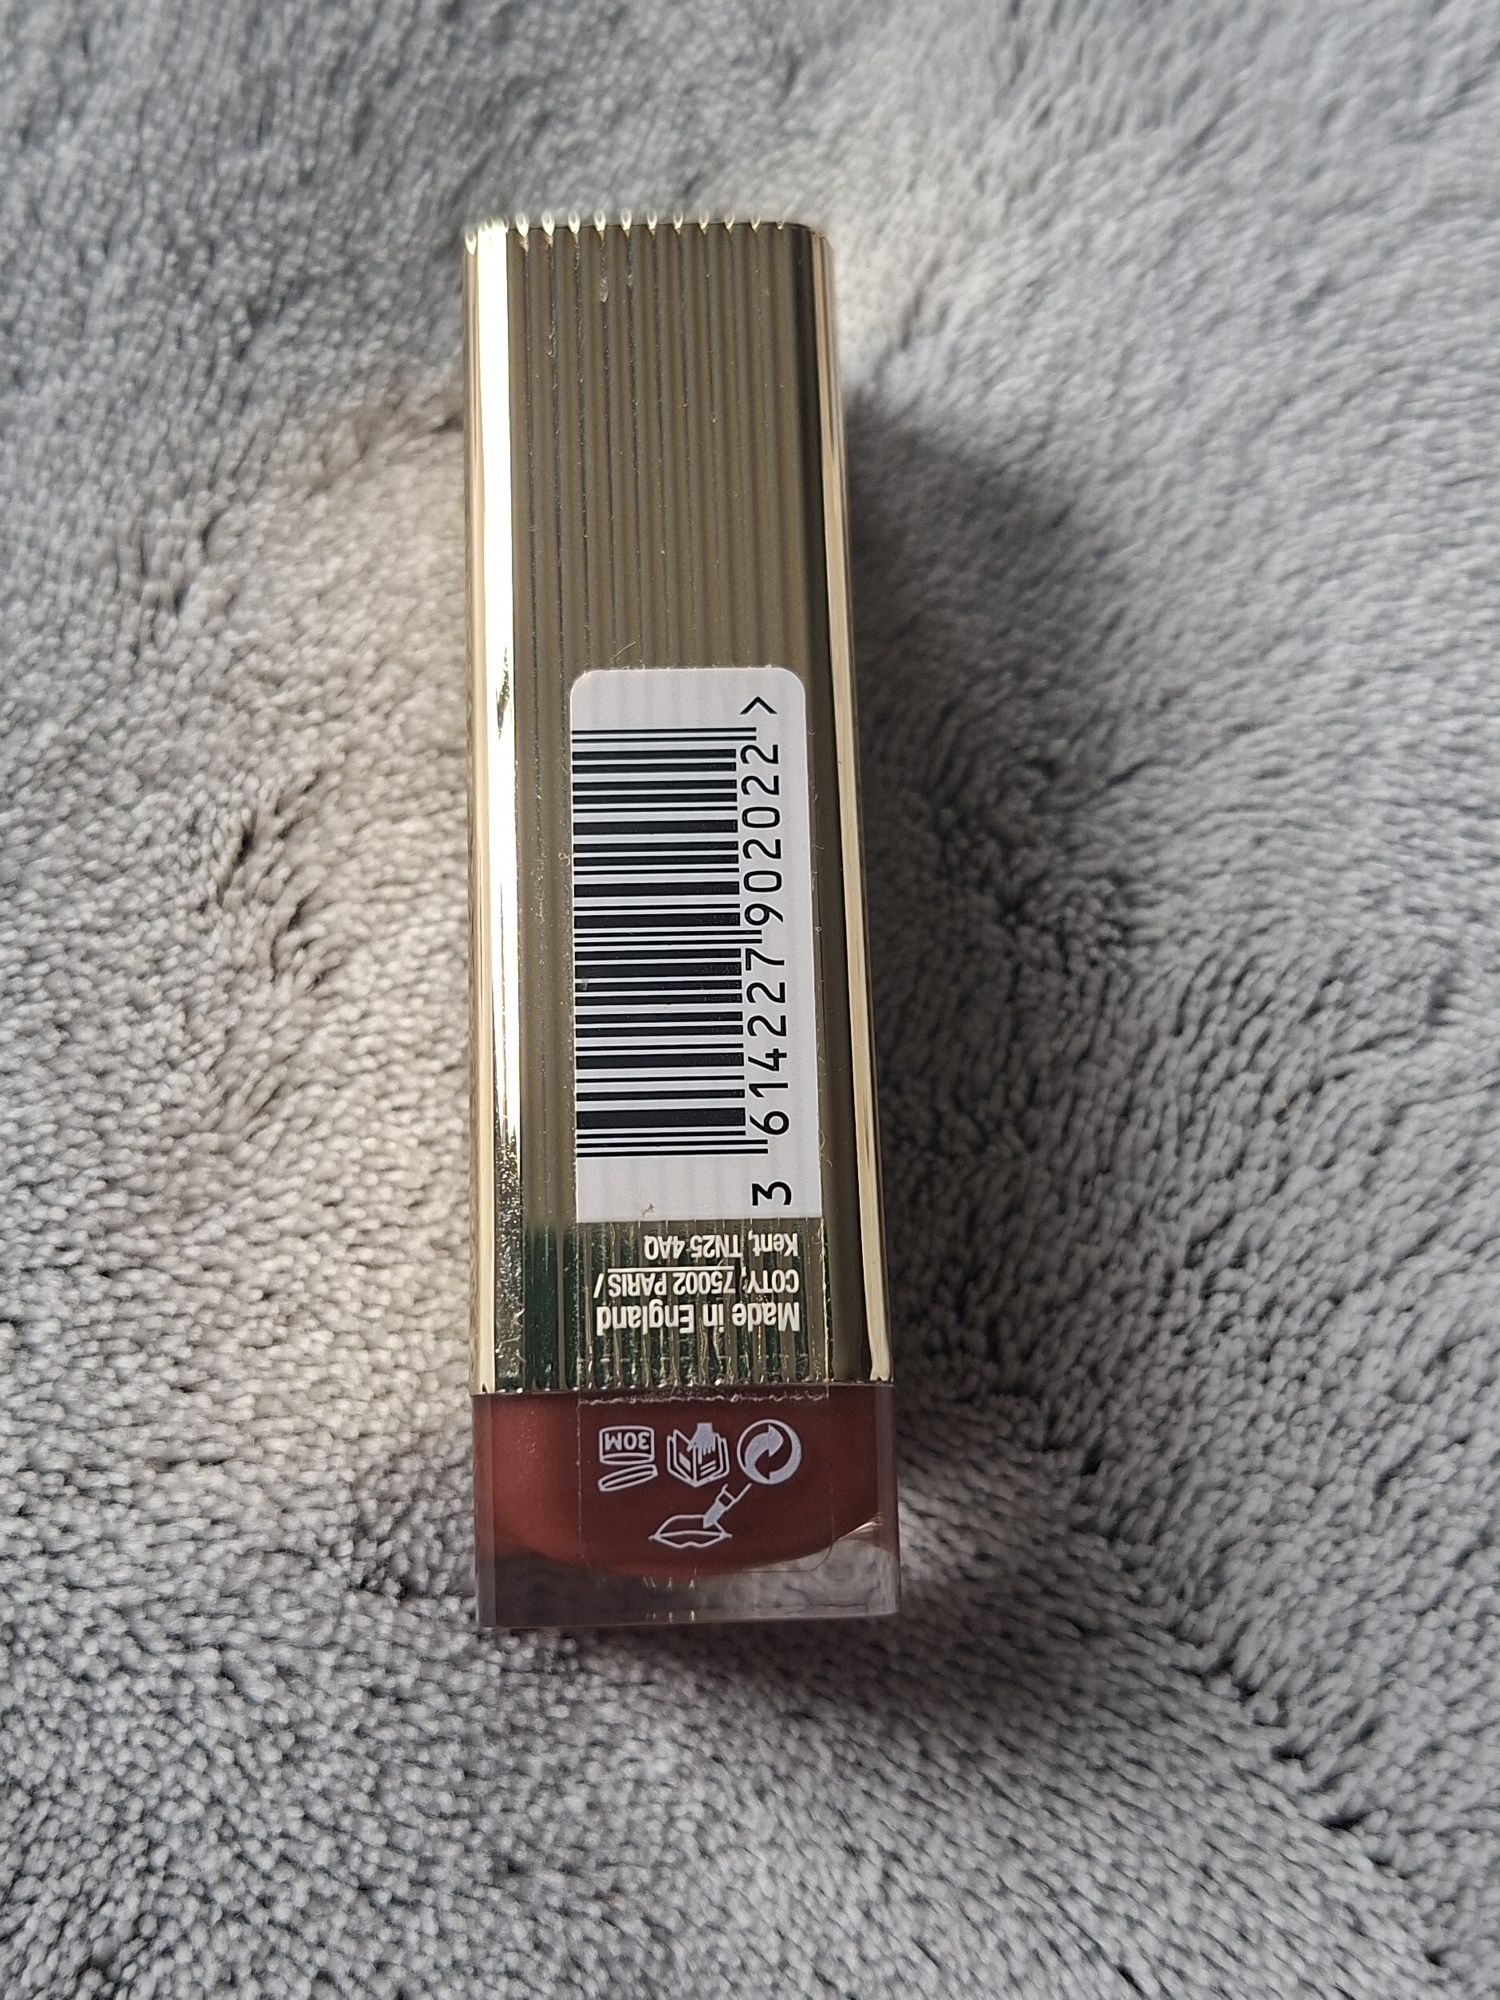 30M
Made in England
COTY, 75002 PARIS /
Kent, TN25 4AQ
3 614227 902022 >